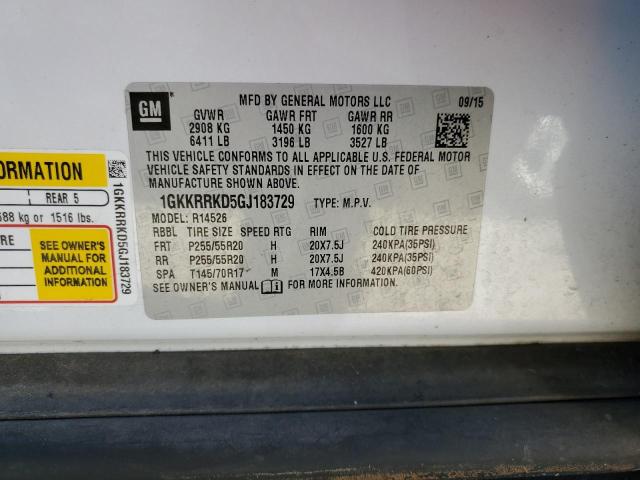 GM
MFD BY GENERAL MOTORS LLC 09/15
GVWR GAWR FRT GAWR RR
2908 KG 1450 KG 1600 KG
6411 LB 3196 LB 3527 LB
THIS VEHICLE CONFORMS TO ALL APPLICABLE U.S. FEDERAL MOTOR
VEHICLE SAFETY STANDARDS IN EFFECT ON THE DATE OF
MANUFACTURE SHOWN ABOVE.
1GKKRRKD5GJ183729 TYPE: M.P.V.
MODEL: R14526
RBBL TIRE SIZE SPEED RTG RIM COLD TIRE PRESSURE
FRT P255/55R20 H 20X7.5J 240KPA(35PSI)
RR P255/55R20 H 20X7.5J 240KPA(35PSI)
SPA T145/70R17 M 17X4.5B 420KPA(60PSI)
SEE OWNER'S MANUAL FOR MORE INFORMATION.
FORMATION
REAR 5
588 kg or 1516 lbs.
RE
SEE OWNER'S
MANUAL FOR
ADDITIONAL
INFORMATION
1GKKRRKD5GJ183729